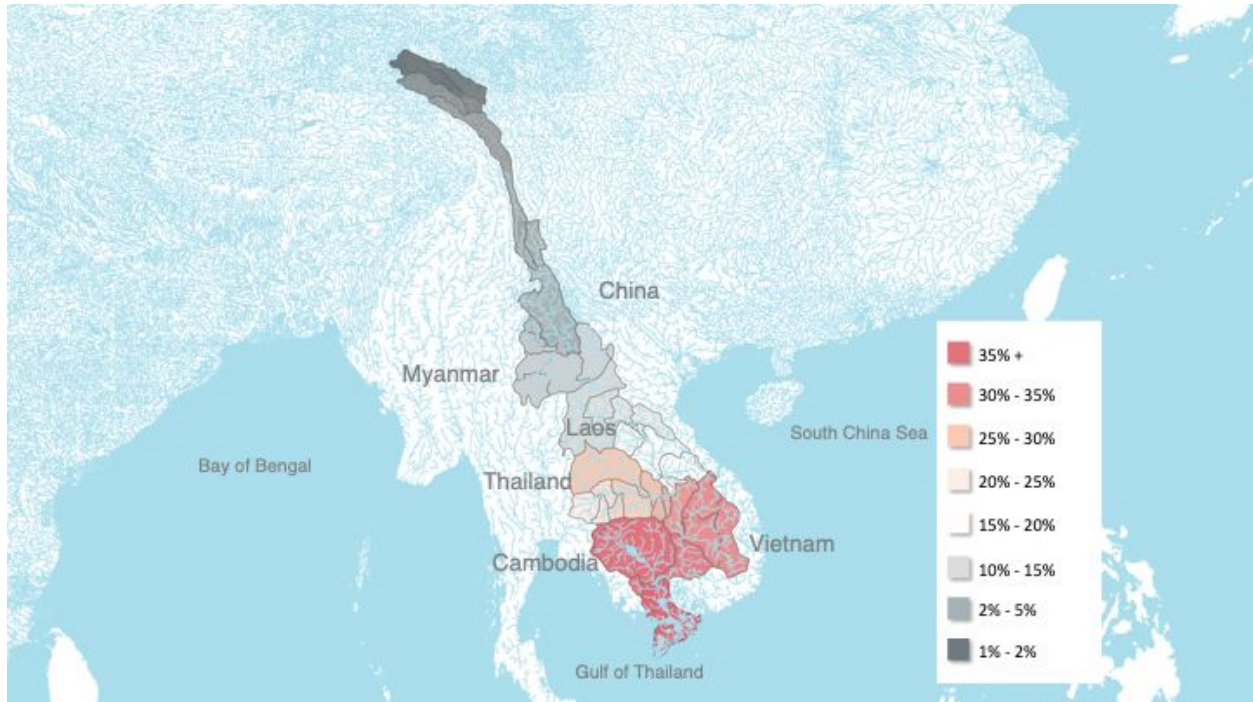 China
Myanmar
Laos
South China Sea
Bay of Bengal
Thailand
Vietnam
Cambodia
Gulf of Thailand
35% +
30% - 35%
25% - 30%
20% - 25%
15% - 20%
10% - 15%
2% - 5%
1% - 2%